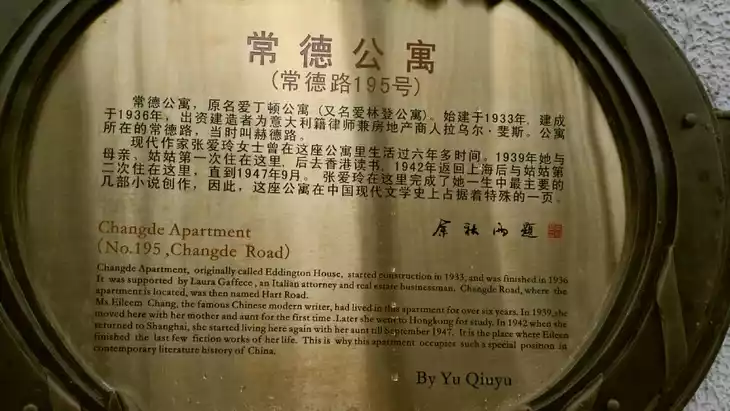 常德公寓
(常德路195号)
常德公寓，原名爱丁顿公寓 (又名爱林登公寓)。始建于1933年，建成
于1936年，出资建造者为意大利籍律师兼房地产商人拉乌尔·斐斯。公寓
所在的常德路，当时叫赫德路。
现代作家张爱玲女士曾在这座公寓里生活过六年多时间。1939年她与
母亲、姑姑第一次住在这里，后去香港读书，1942年返回上海后与姑姑第
二次住在这里，直到1947年9月。 张爱玲在这里完成了她一生中最主要的
几部小说创作，因此，这座公寓在中国现代文学史上占据着特殊的一页。
余秋雨 题
Changde Apartment
(No.195 ,Changde Road)
Changde Apartment, originally called Eddington House, started construction in 1933, and was finished in 1936
It was supported by Laura Gaffece, an Italian attorney and real estate businessman. Changde Road, where the
apartment is located, was then named Hart Road.
Ms Eileem Chang, the famous Chinese modern writer, had lived in this apartment for over six years. In 1939, she
moved here with her mother and aunt for the first time .Later she went to Hongkong for study. In 1942 when she
returned to Shanghai, she started living here again with her aunt till September 1947. It is the place where Eileen
finished the last few fiction works of her life. This is why this apartment occupies such a special position in
contemporary literature history of China.
By Yu Qiuyu